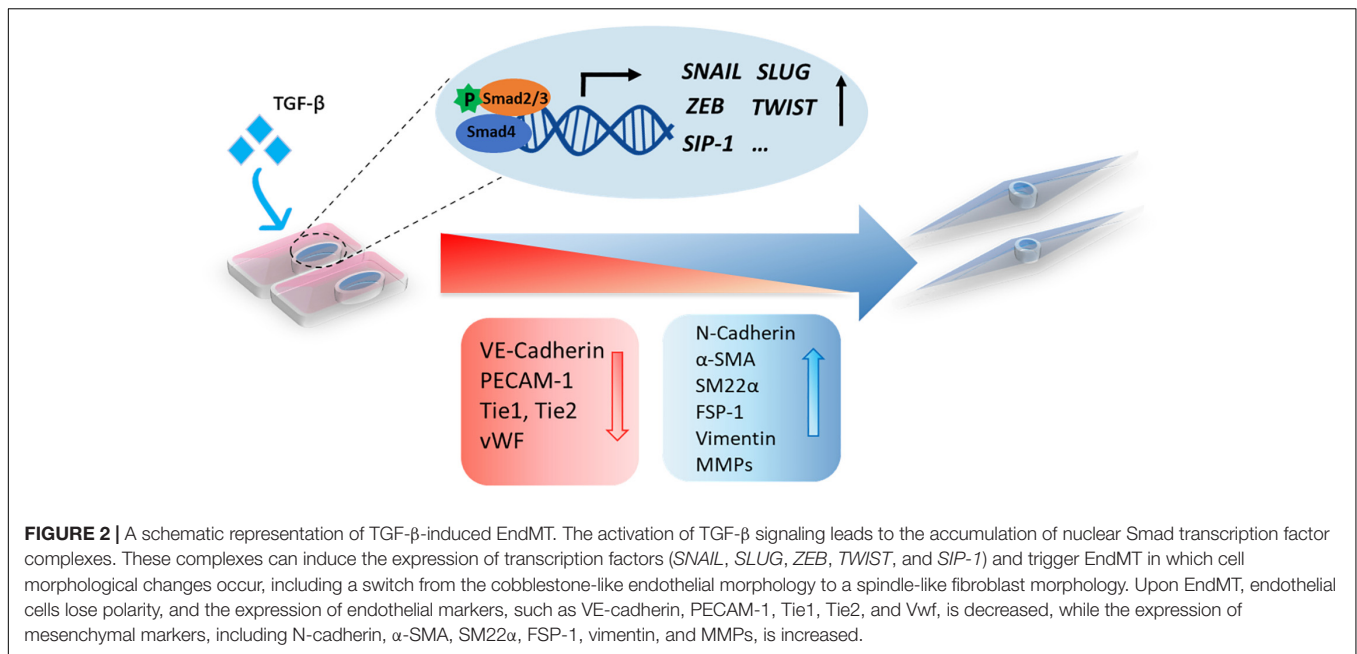 TGF-β
P
Smad2/3
Smad4
SNAIL SLUG
ZEB TWIST
SIP-1 ...
VE-Cadherin
PECAM-1
Tie1, Tie2
vWF
N-Cadherin
α-SMA
SM22α
FSP-1
Vimentin
MMPs
FIGURE 2 | A schematic representation of TGF-β-induced EndMT. The activation of TGF-β signaling leads to the accumulation of nuclear Smad transcription factor
complexes. These complexes can induce the expression of transcription factors (SNAIL, SLUG, ZEB, TWIST, and SIP-1) and trigger EndMT in which cell
morphological changes occur, including a switch from the cobblestone-like endothelial morphology to a spindle-like fibroblast morphology. Upon EndMT, endothelial
cells lose polarity, and the expression of endothelial markers, such as VE-cadherin, PECAM-1, Tie1, Tie2, and Vwf, is decreased, while the expression of
mesenchymal markers, including N-cadherin, α-SMA, SM22α, FSP-1, vimentin, and MMPs, is increased.